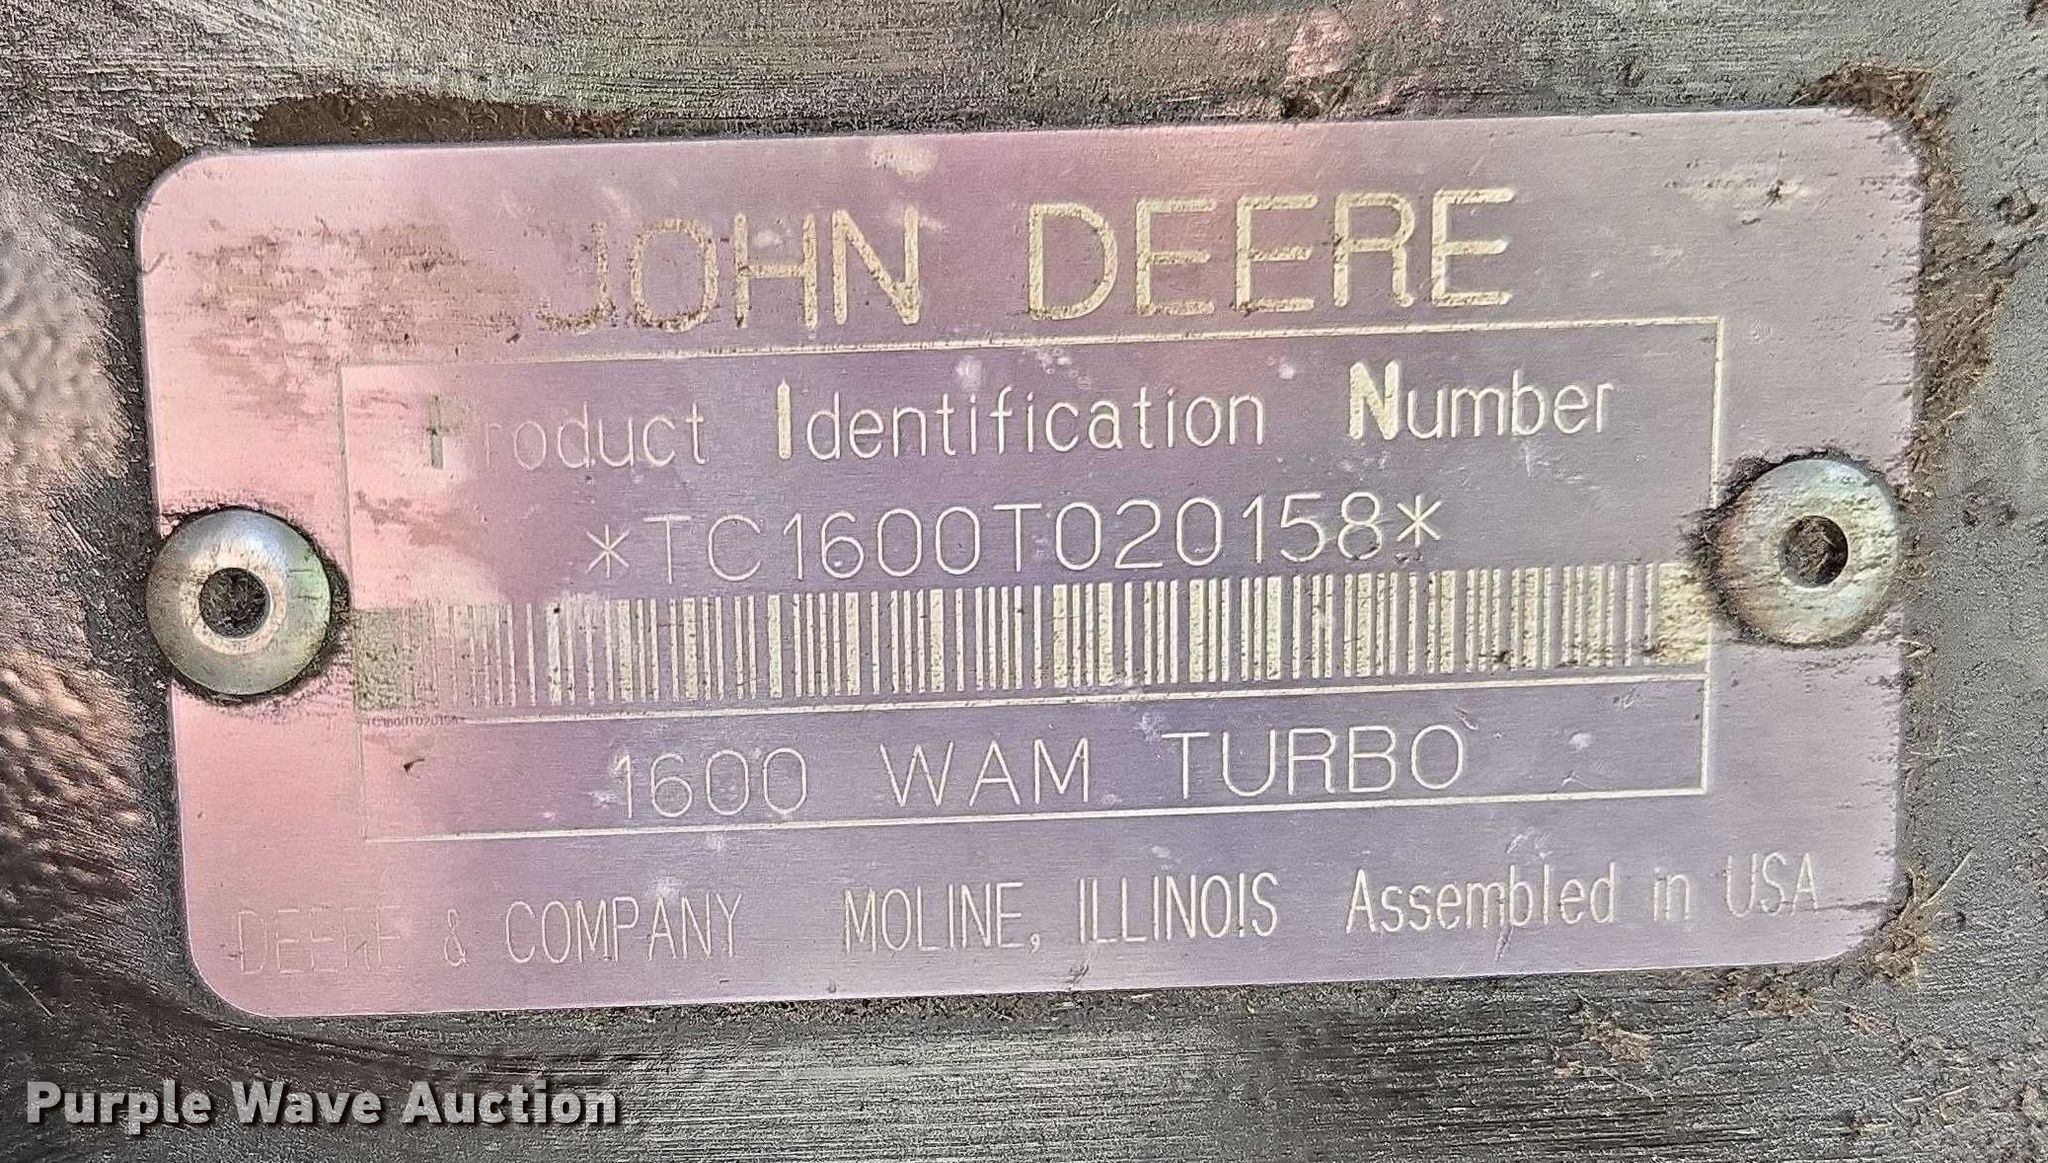 JOHN DEERE
Product Identification Number
*TC1600T020158*
TC1600T020158
1600 WAM TURBO
DEERE & COMPANY MOLINE, ILLINOIS Assembled in USA
Purple Wave Auction